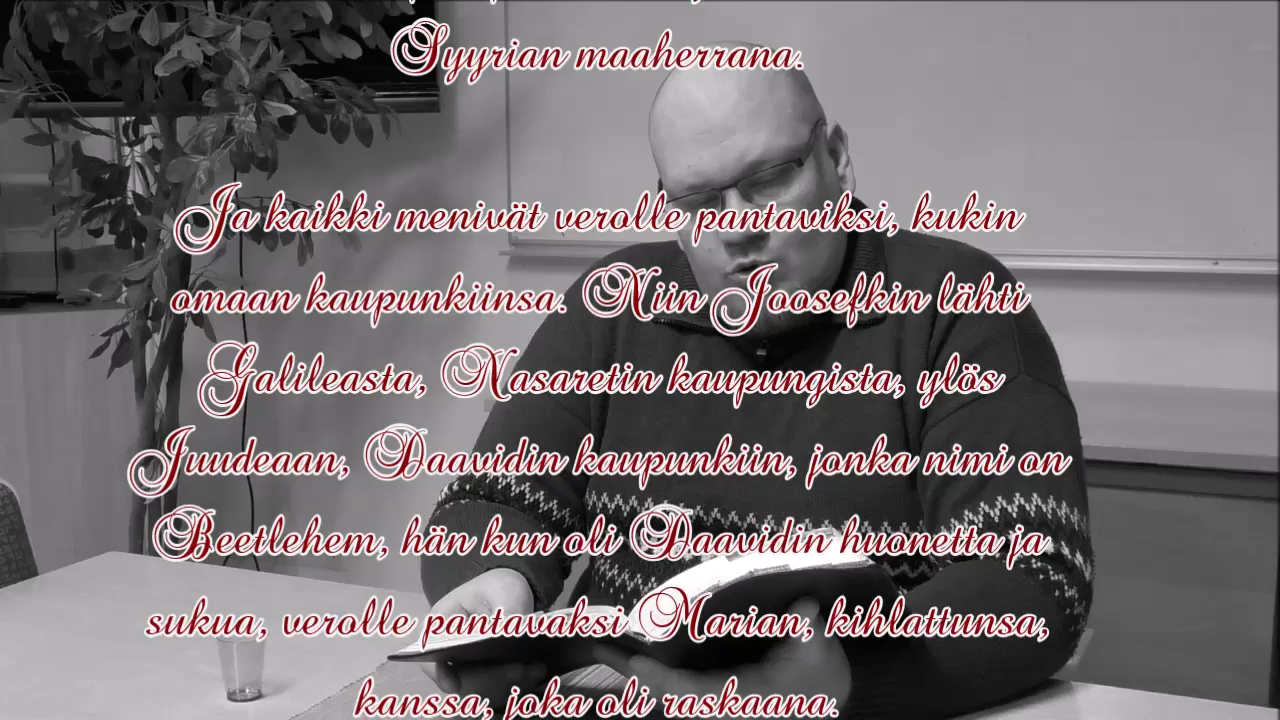 Syyrian maaherrana.
Ja kaikki menivät verolle pantaviksi, kukin
omaan kaupunkiinsa. Niin Joosefkin lähti
Galileasta, Nasaretin kaupungista, ylös
Juudeaan, Daavidin kaupunkiin, jonka nimi on
Beetlehem, hän kun oli Daavidin huonetta ja
sukua, verolle pantavaksi Marian, kihlattunsa,
kanssa, joka oli raskaana.